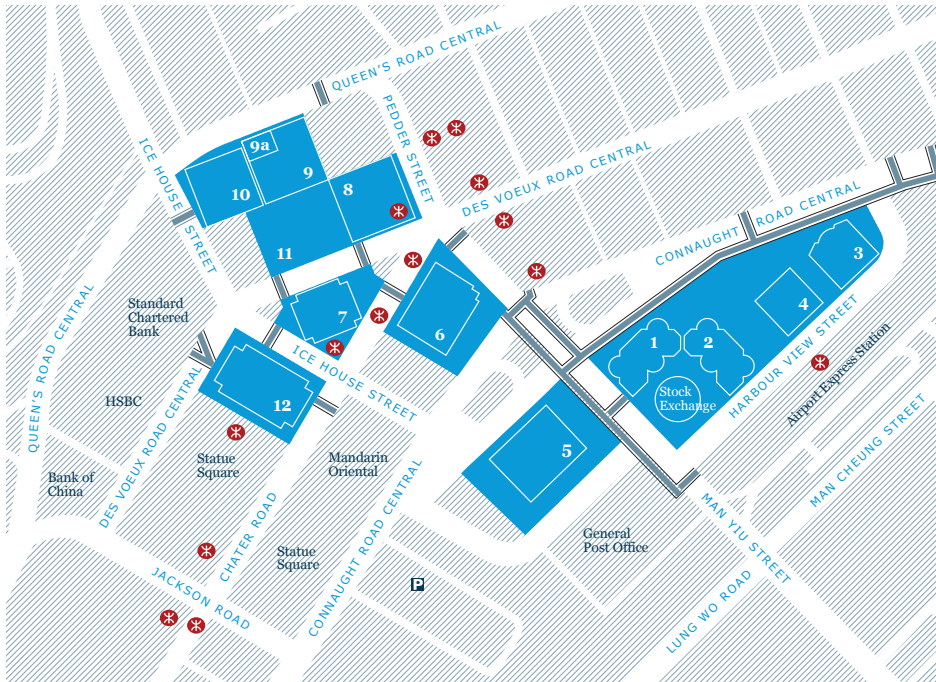 QUEEN'S ROAD CENTRAL
PEDDER STREET
ICE HOUSE STREET
9a
9
10
8
DES VOEUX ROAD CENTRAL
11
CONNAUGHT ROAD CENTRAL
3
4
Standard
Chartered
Bank
7
6
1
2
HARBOUR VIEW STREET
ICE HOUSE STREET
Airport Express Station
QUEEN'S ROAD CENTRAL
HSBC
12
Stock
Exchange
DES VOEUX ROAD CENTRAL
Statue
Square
Mandarin
Oriental
5
MAN CHEUNG STREET
Bank of
China
CHATER ROAD
CONNAUGHT ROAD CENTRAL
General
Post Office
MAN YIU STREET
Statue
Square
P
JACKSON ROAD
LUNG WO ROAD